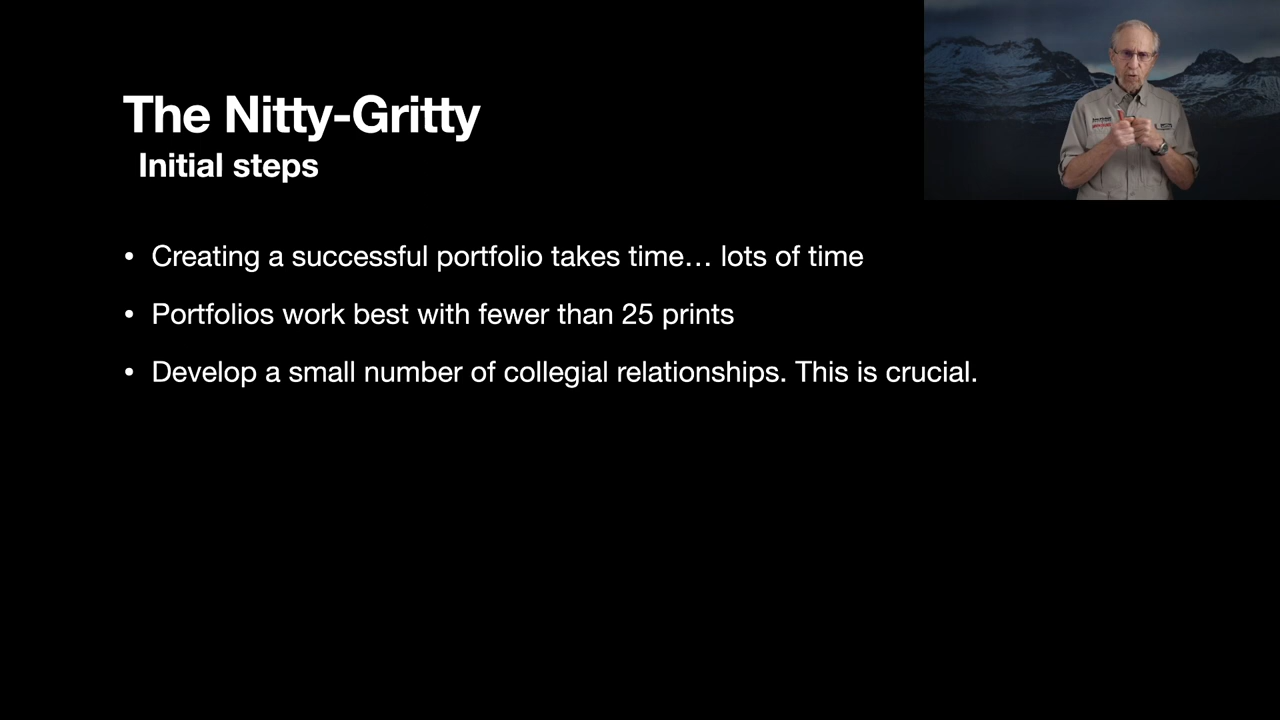 The Nitty-Gritty
Initial steps
• Creating a successful portfolio takes time… lots of time
• Portfolios work best with fewer than 25 prints
• Develop a small number of collegial relationships. This is crucial.